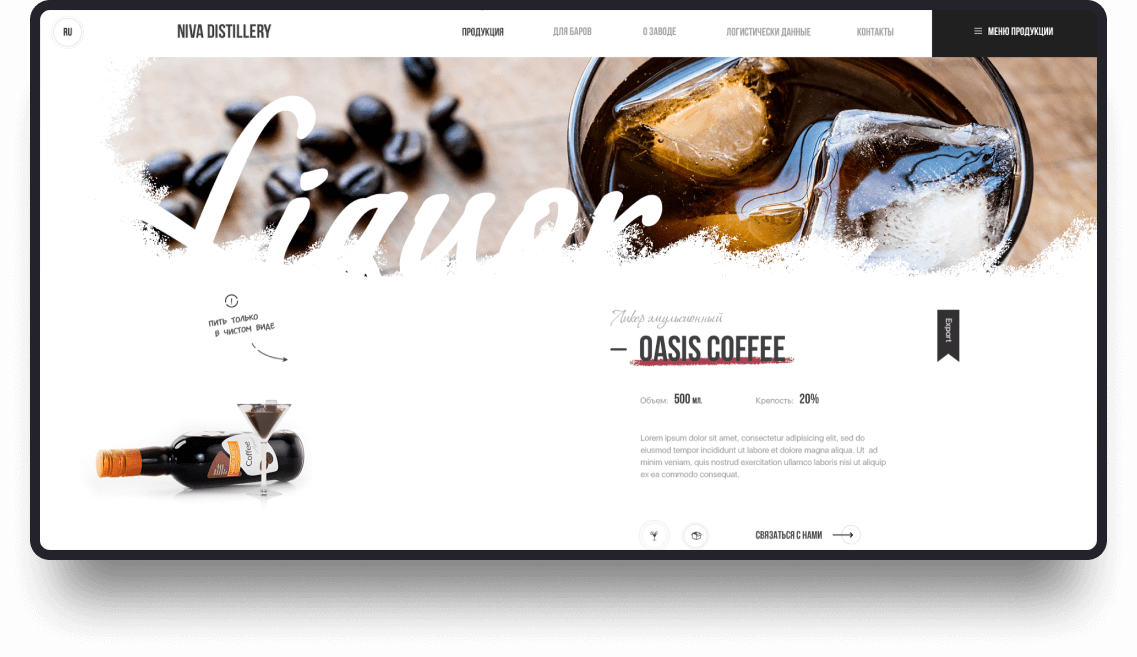 RU
NIVA DISTILLERY
ПРОДУКЦИЯ
ДЛЯ БАРОВ
О ЗАВОДЕ
ЛОГИСТИЧЕСКИ ДАННЫЕ
КОНТАКТЫ
МЕНЮ ПРОДУКЦИИ
Liquor
ПИТЬ ТОЛЬКО
В ЧИСТОМ ВИДЕ
Ликер эмульсионный
Export
OASIS COFFEE
Объем: 500 мл.
Крепость: 20%
Lorem ipsum dolor sit amet, consectetur adipisicing elit, sed do
eiusmod tempor incididunt ut labore et dolore magna aliqua. Ut ad
minim veniam, quis nostrud exercitation ullamco laboris nisi ut aliquip
ex ea commodo consequat.
Coffee
СВЯЗАТЬСЯ С НАМИ